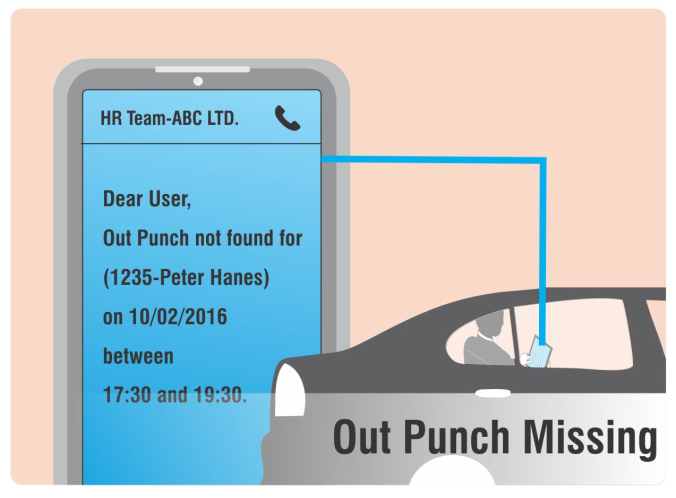 HR Team-ABC LTD.
Dear User,
Out Punch not found for
(1235-Peter Hanes)
on 10/02/2016
between
17:30 and 19:30.
Out Punch Missing